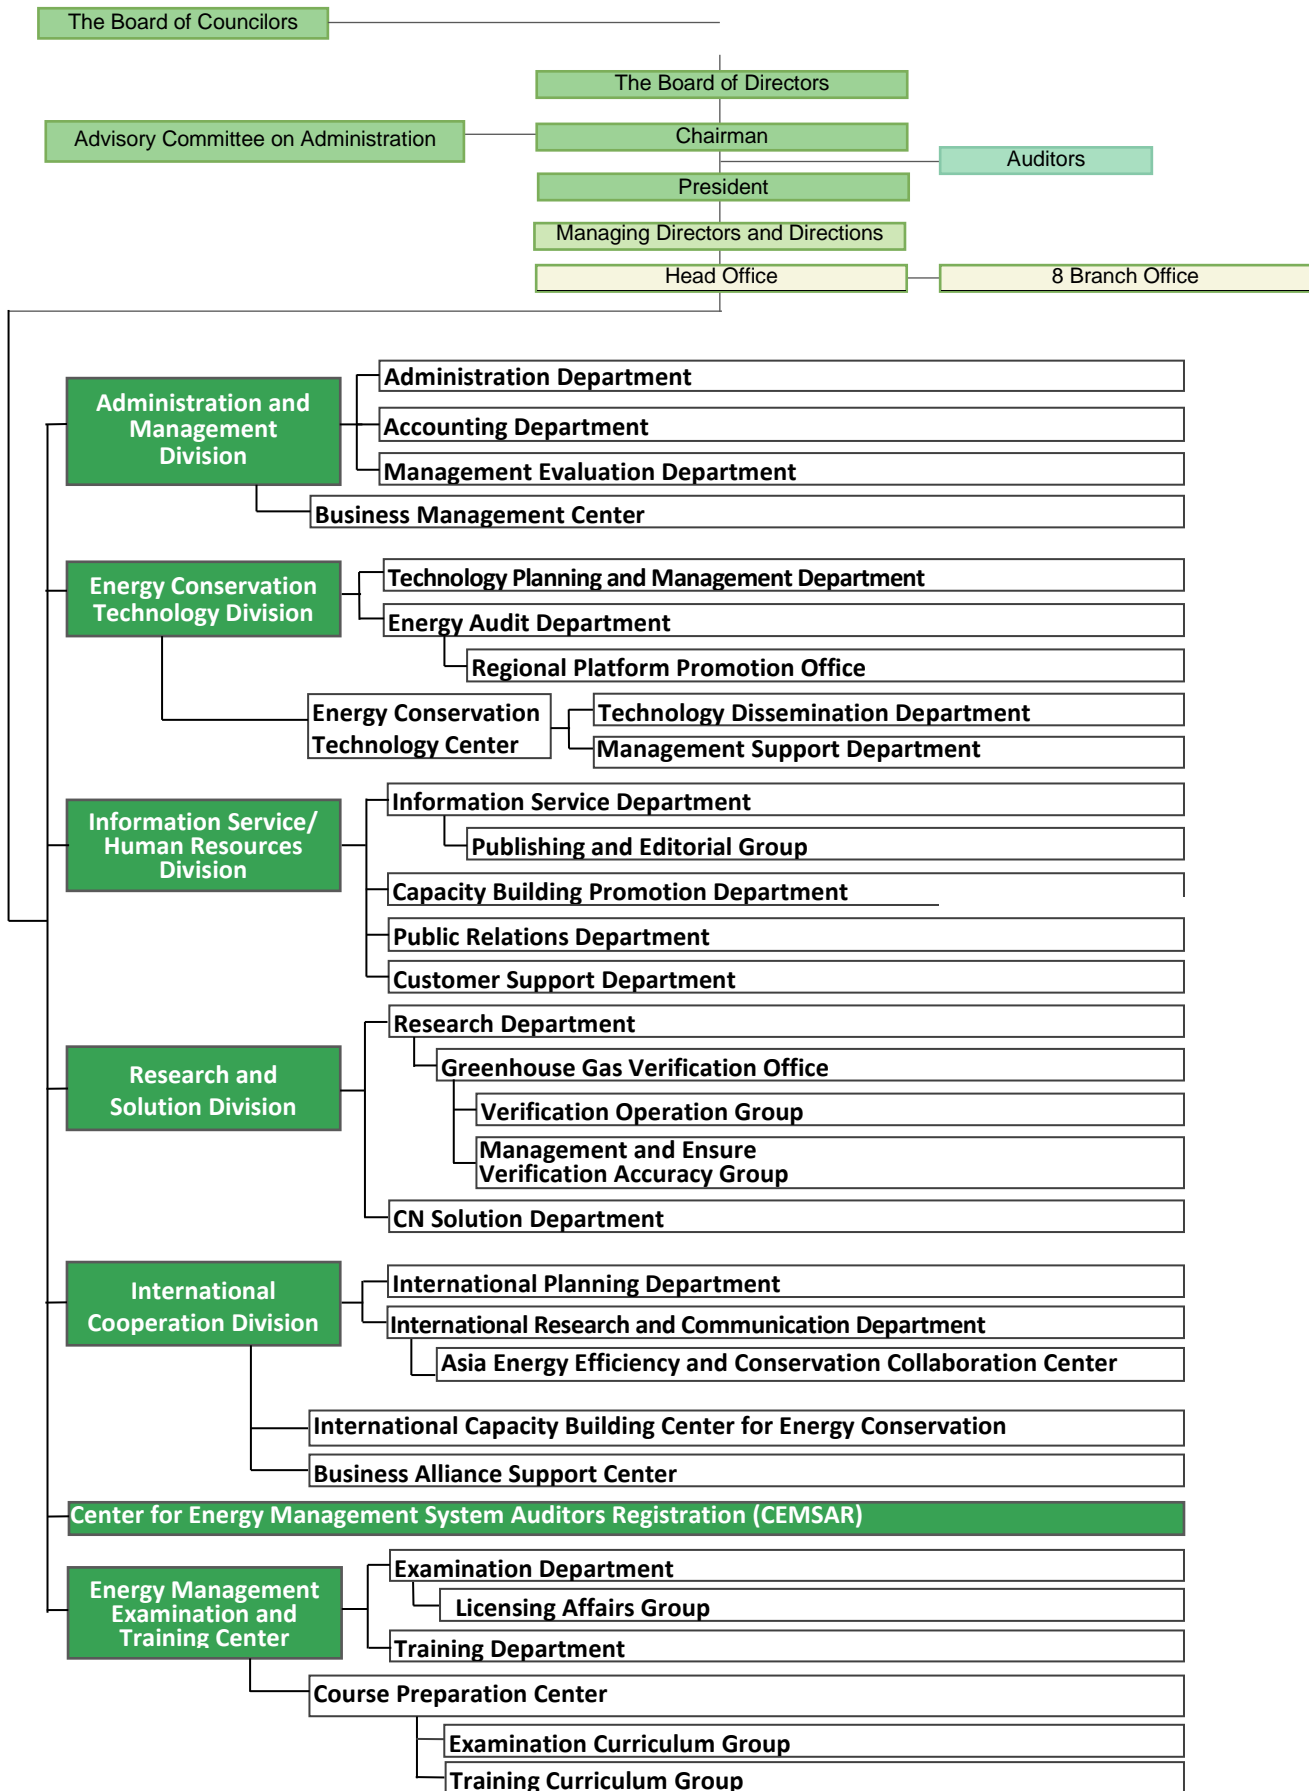 The Board of Councilors
The Board of Directors
Advisory Committee on Administration
Chairman
Auditors
President
Managing Directors and Directions
Head Office
8 Branch Office
Administration and
Management
Division
Administration Department
Accounting Department
Management Evaluation Department
Business Management Center
Energy Conservation
Technology Division
Technology Planning and Management Department
Energy Audit Department
Regional Platform Promotion Office
Energy Conservation
Technology Center
Technology Dissemination Department
Management Support Department
Information Service/
Human Resources
Division
Information Service Department
Publishing and Editorial Group
Capacity Building Promotion Department
Public Relations Department
Customer Support Department
Research and
Solution Division
Research Department
Greenhouse Gas Verification Office
Verification Operation Group
Management and Ensure
Verification Accuracy Group
CN Solution Department
International
Cooperation Division
International Planning Department
International Research and Communication Department
Asia Energy Efficiency and Conservation Collaboration Center
International Capacity Building Center for Energy Conservation
Business Alliance Support Center
Center for Energy Management System Auditors Registration (CEMSAR)
Energy Management
Examination and
Training Center
Examination Department
Licensing Affairs Group
Training Department
Course Preparation Center
Examination Curriculum Group
Training Curriculum Group